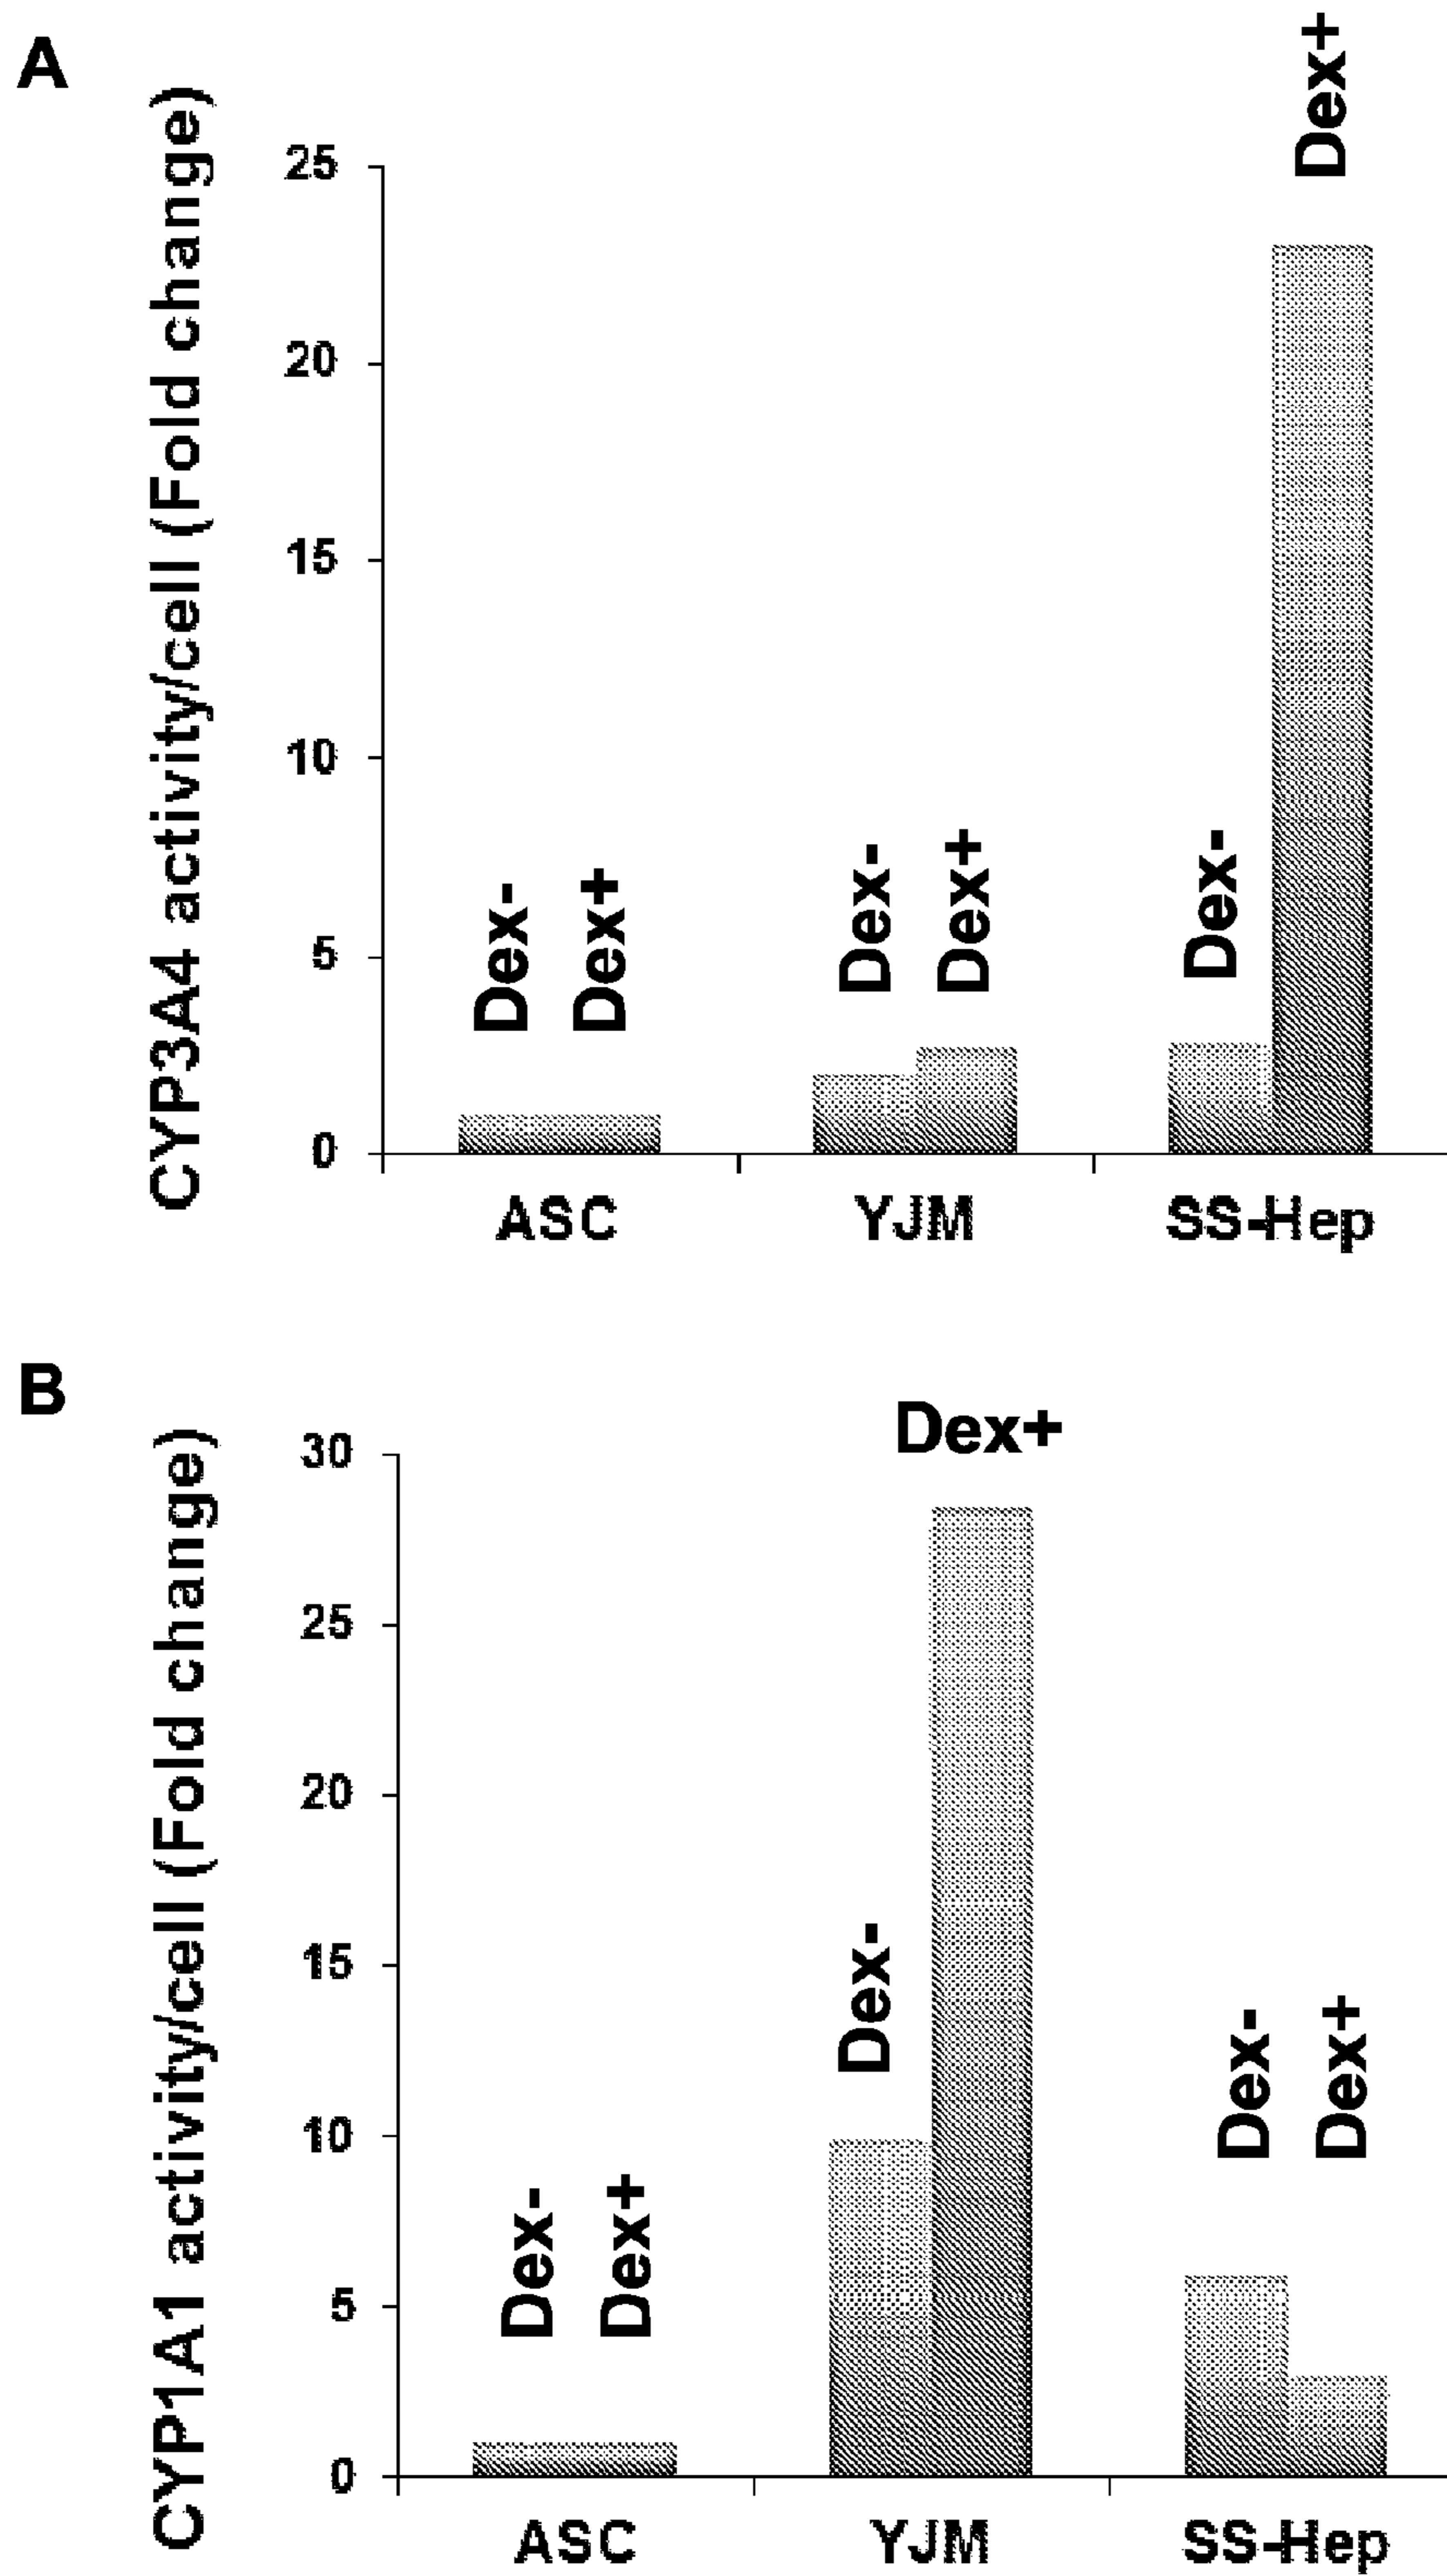 A
CYP3A4 activity/cell (Fold change)
25
20
15
10
5
0
Dex-
Dex+
Dex-
Dex+
Dex-
Dex+
ASC
YJM
SS-Hep
B
CYP1A1 activity/cell (Fold change)
30
25
20
15
10
5
0
Dex-
Dex+
Dex-
Dex+
Dex-
Dex+
ASC
YJM
SS-Hep